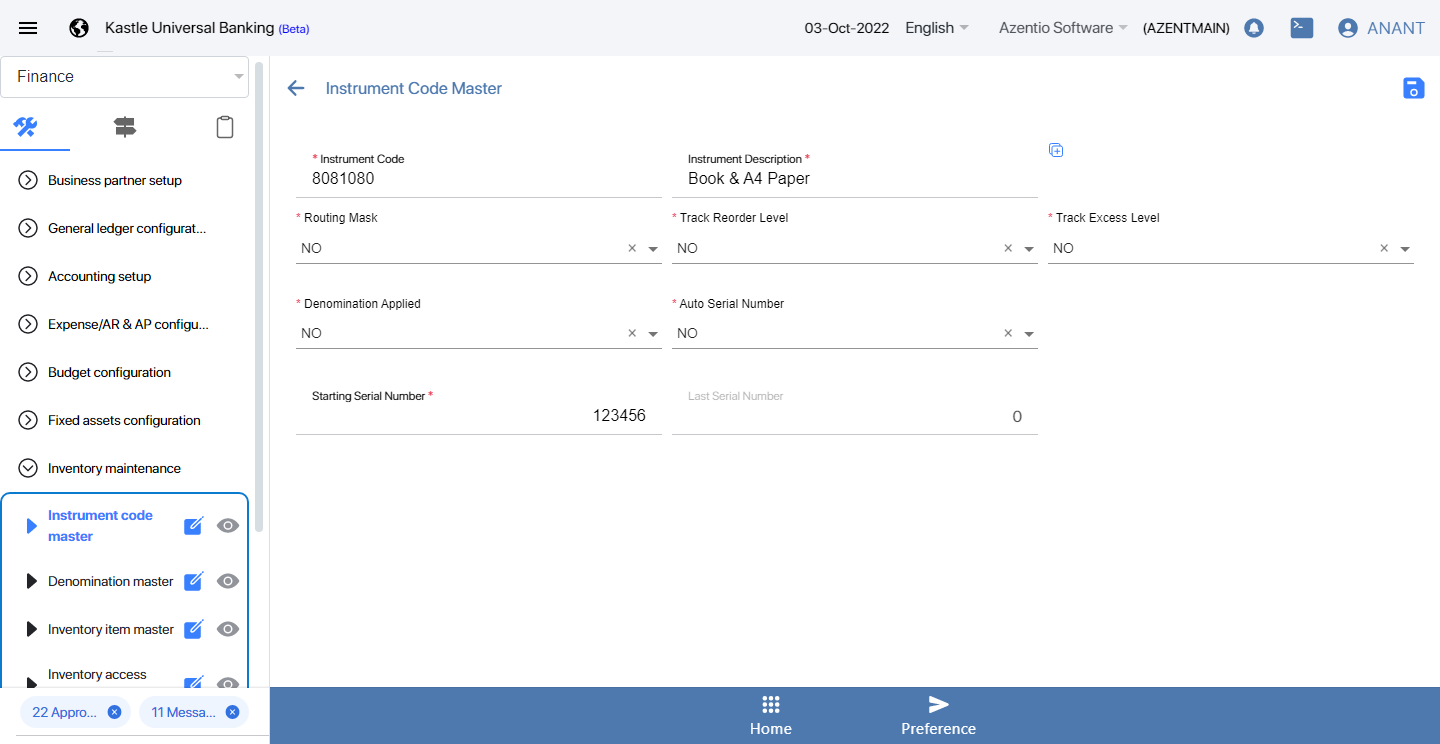 Kastle Universal Banking (Beta)
03-Oct-2022
English
Azentio Software
(AZENTMAIN)
ANANT
Finance
Business partner setup
General ledger configurat...
Accounting setup
Expense/AR & AP configu...
Budget configuration
Fixed assets configuration
Inventory maintenance
Instrument code
master
Denomination master
Inventory item master
Inventory access
22 Appro...
11 Messa...
Instrument Code Master
* Instrument Code
8081080
Instrument Description *
Book & A4 Paper
* Routing Mask
NO
* Track Reorder Level
NO
* Track Excess Level
NO
* Denomination Applied
NO
* Auto Serial Number
NO
Starting Serial Number *
123456
Last Serial Number
0
Home
Preference